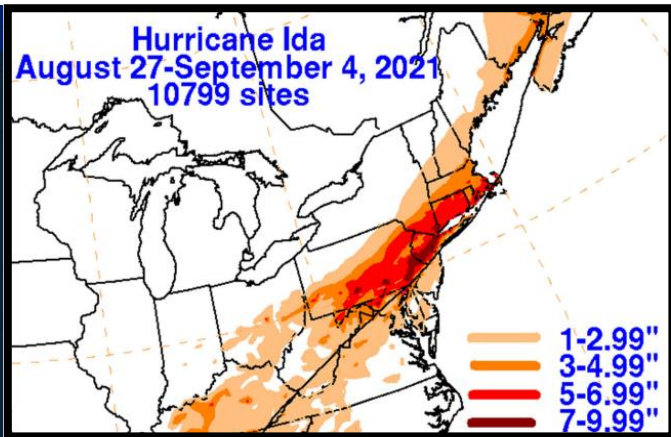 Hurricane Ida
August 27-September 4, 2021
10799 sites
1-2.99"
3-4.99"
5-6.99"
7-9.99"